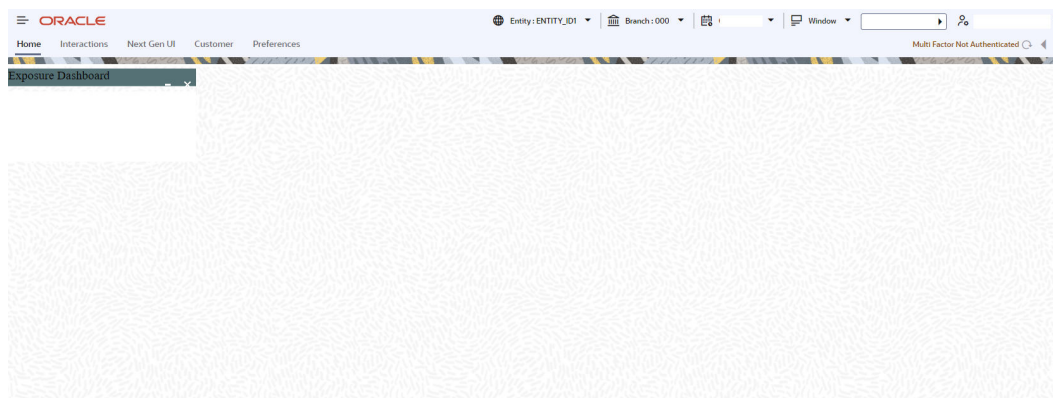 ORACLE
Entity : ENTITY_ID1
Branch : 000
Window
Home
Interactions
Next Gen UI
Customer
Preferences
Multi Factor Not Authenticated
Exposure Dashboard